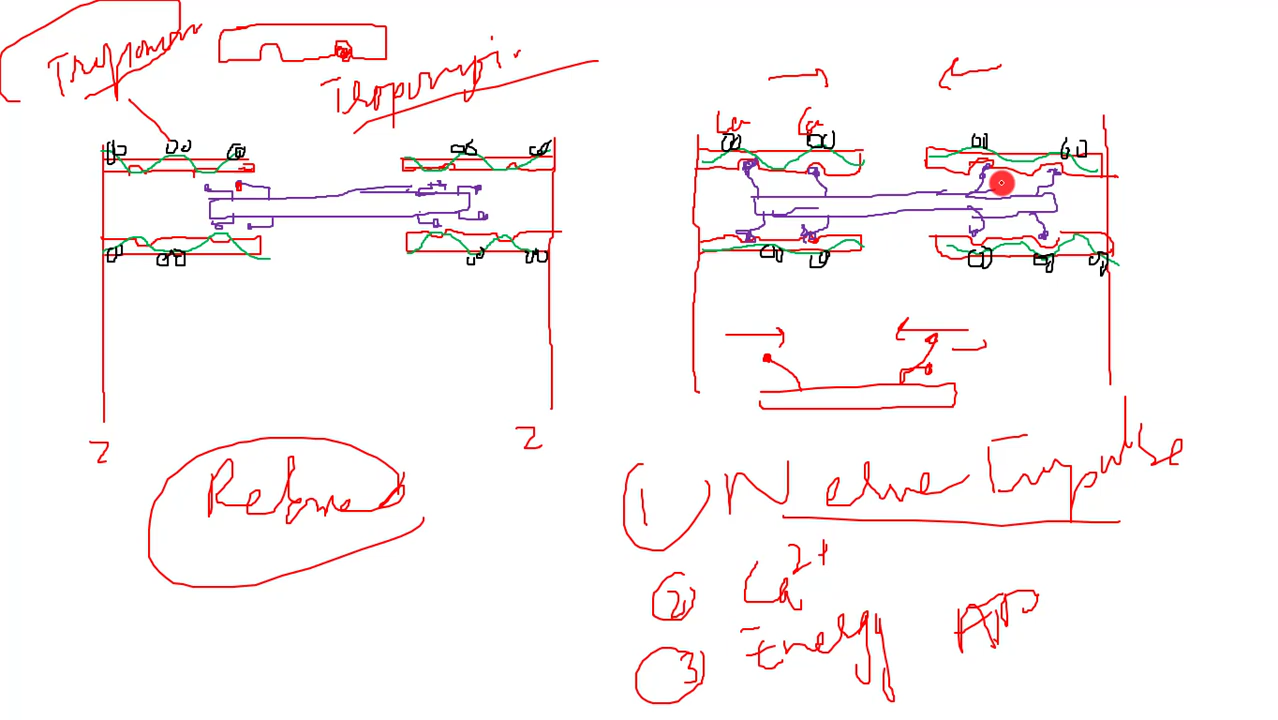 Troponin
Tropomyosin
Ca Ca
Z Z
Relaxed
1 Nerve Impulse
2 Ca2+
3 Energy ATP